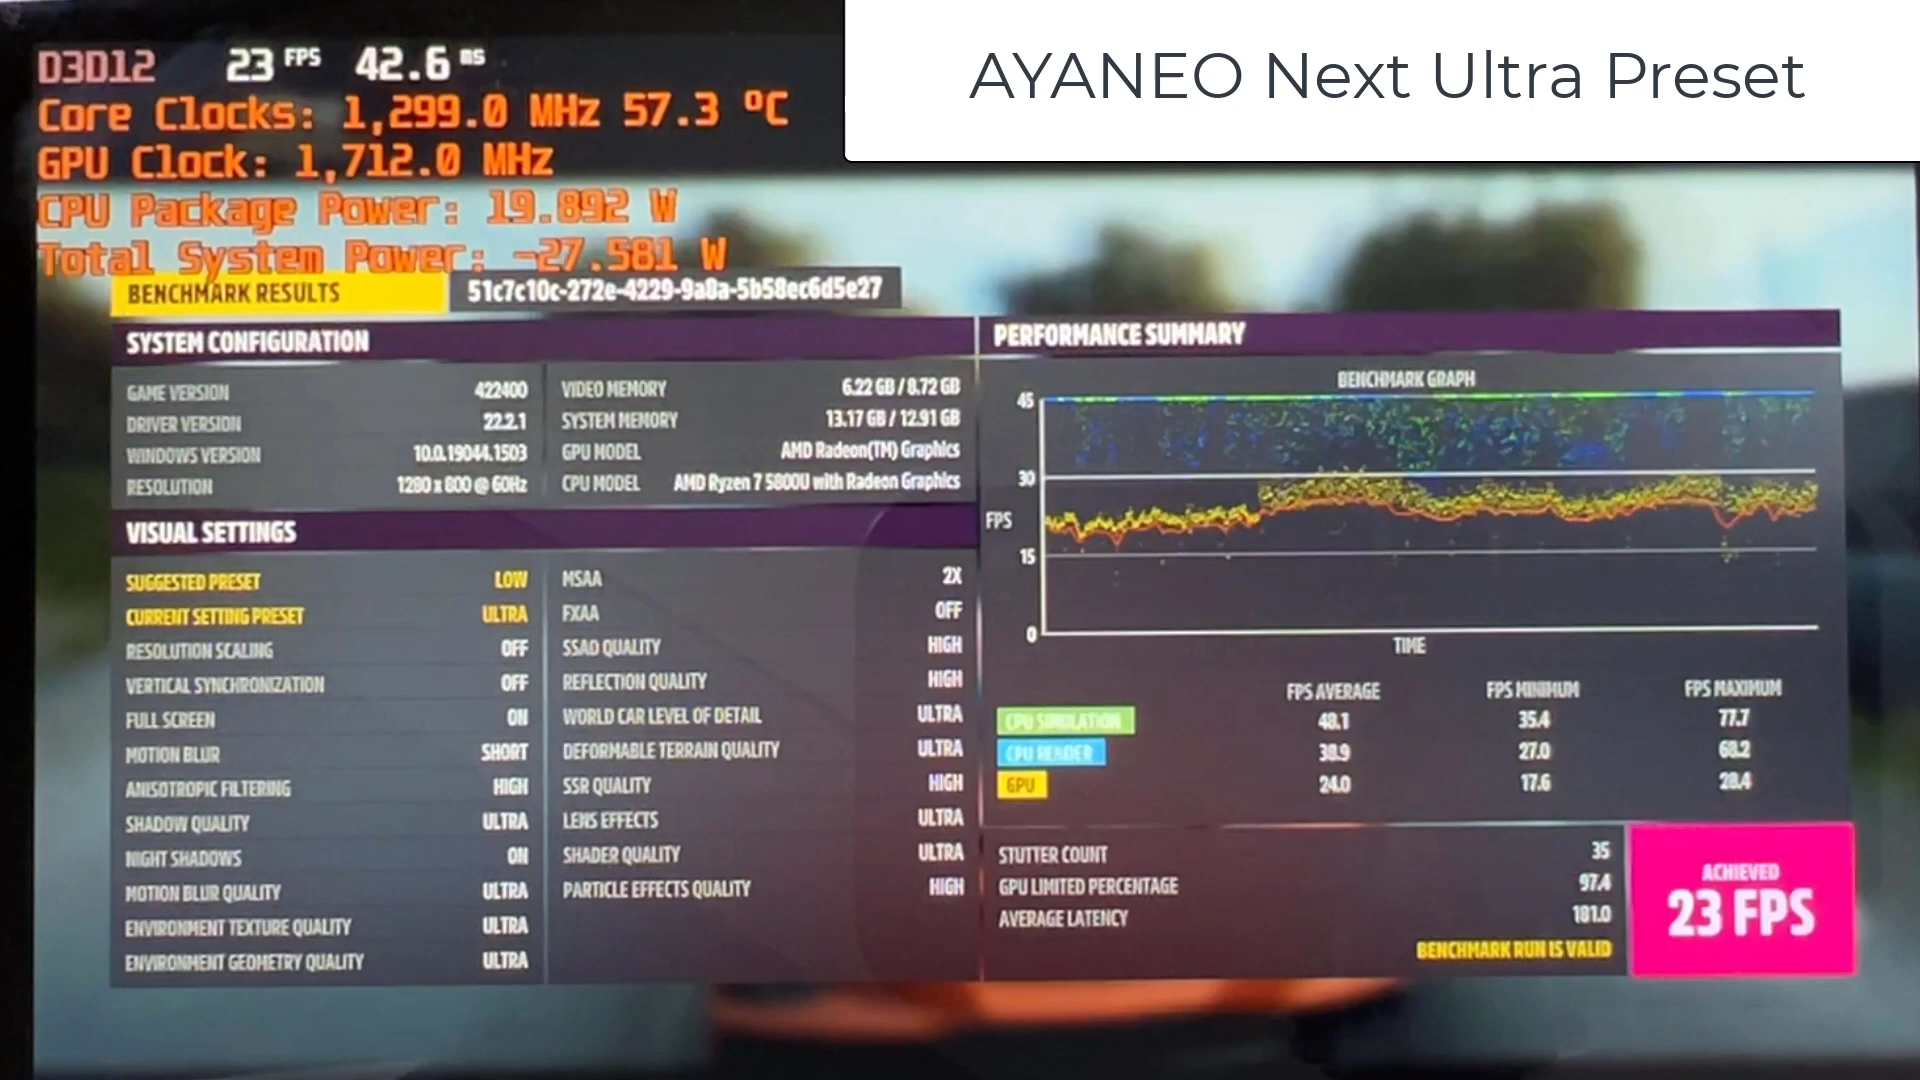 AYANEO Next Ultra Preset
D3D12 23 FPS 42.6 ms
Core Clocks: 1,299.0 MHz 57.3 ºC
GPU Clock: 1,712.0 MHz
CPU Package Power: 19.892 W
Total System Power: -27.581 W
BENCHMARK RESULTS 51c7c10c-272e-4229-9a8a-5b58ec6d5e27
SYSTEM CONFIGURATION
GAME VERSION 422400
DRIVER VERSION 22.2.1
WINDOWS VERSION 10.0.19044.1503
RESOLUTION 1280 x 800 @ 60Hz
VIDEO MEMORY 6.22 GB / 8.72 GB
SYSTEM MEMORY 13.17 GB / 12.91 GB
GPU MODEL AMD Radeon(TM) Graphics
CPU MODEL AMD Ryzen 7 5800U with Radeon Graphics
VISUAL SETTINGS
SUGGESTED PRESET LOW
CURRENT SETTING PRESET ULTRA
RESOLUTION SCALING OFF
VERTICAL SYNCHRONIZATION OFF
FULL SCREEN ON
MOTION BLUR SHORT
ANISOTROPIC FILTERING HIGH
SHADOW QUALITY ULTRA
NIGHT SHADOWS ON
MOTION BLUR QUALITY ULTRA
ENVIRONMENT TEXTURE QUALITY ULTRA
ENVIRONMENT GEOMETRY QUALITY ULTRA
MSAA 2X
FXAA OFF
SSAO QUALITY HIGH
REFLECTION QUALITY HIGH
WORLD CAR LEVEL OF DETAIL ULTRA
DEFORMABLE TERRAIN QUALITY ULTRA
SSR QUALITY HIGH
LENS EFFECTS ULTRA
SHADER QUALITY ULTRA
PARTICLE EFFECTS QUALITY HIGH
PERFORMANCE SUMMARY
BENCHMARK GRAPH
45
30
FPS
15
0
TIME
FPS AVERAGE FPS MINIMUM FPS MAXIMUM
CPU SIMULATION 48.1 35.4 77.7
CPU RENDER 38.9 27.0 68.2
GPU 24.0 17.6 28.4
STUTTER COUNT 35
GPU LIMITED PERCENTAGE 97.4
AVERAGE LATENCY 181.0
BENCHMARK RUN IS VALID
ACHIEVED
23 FPS